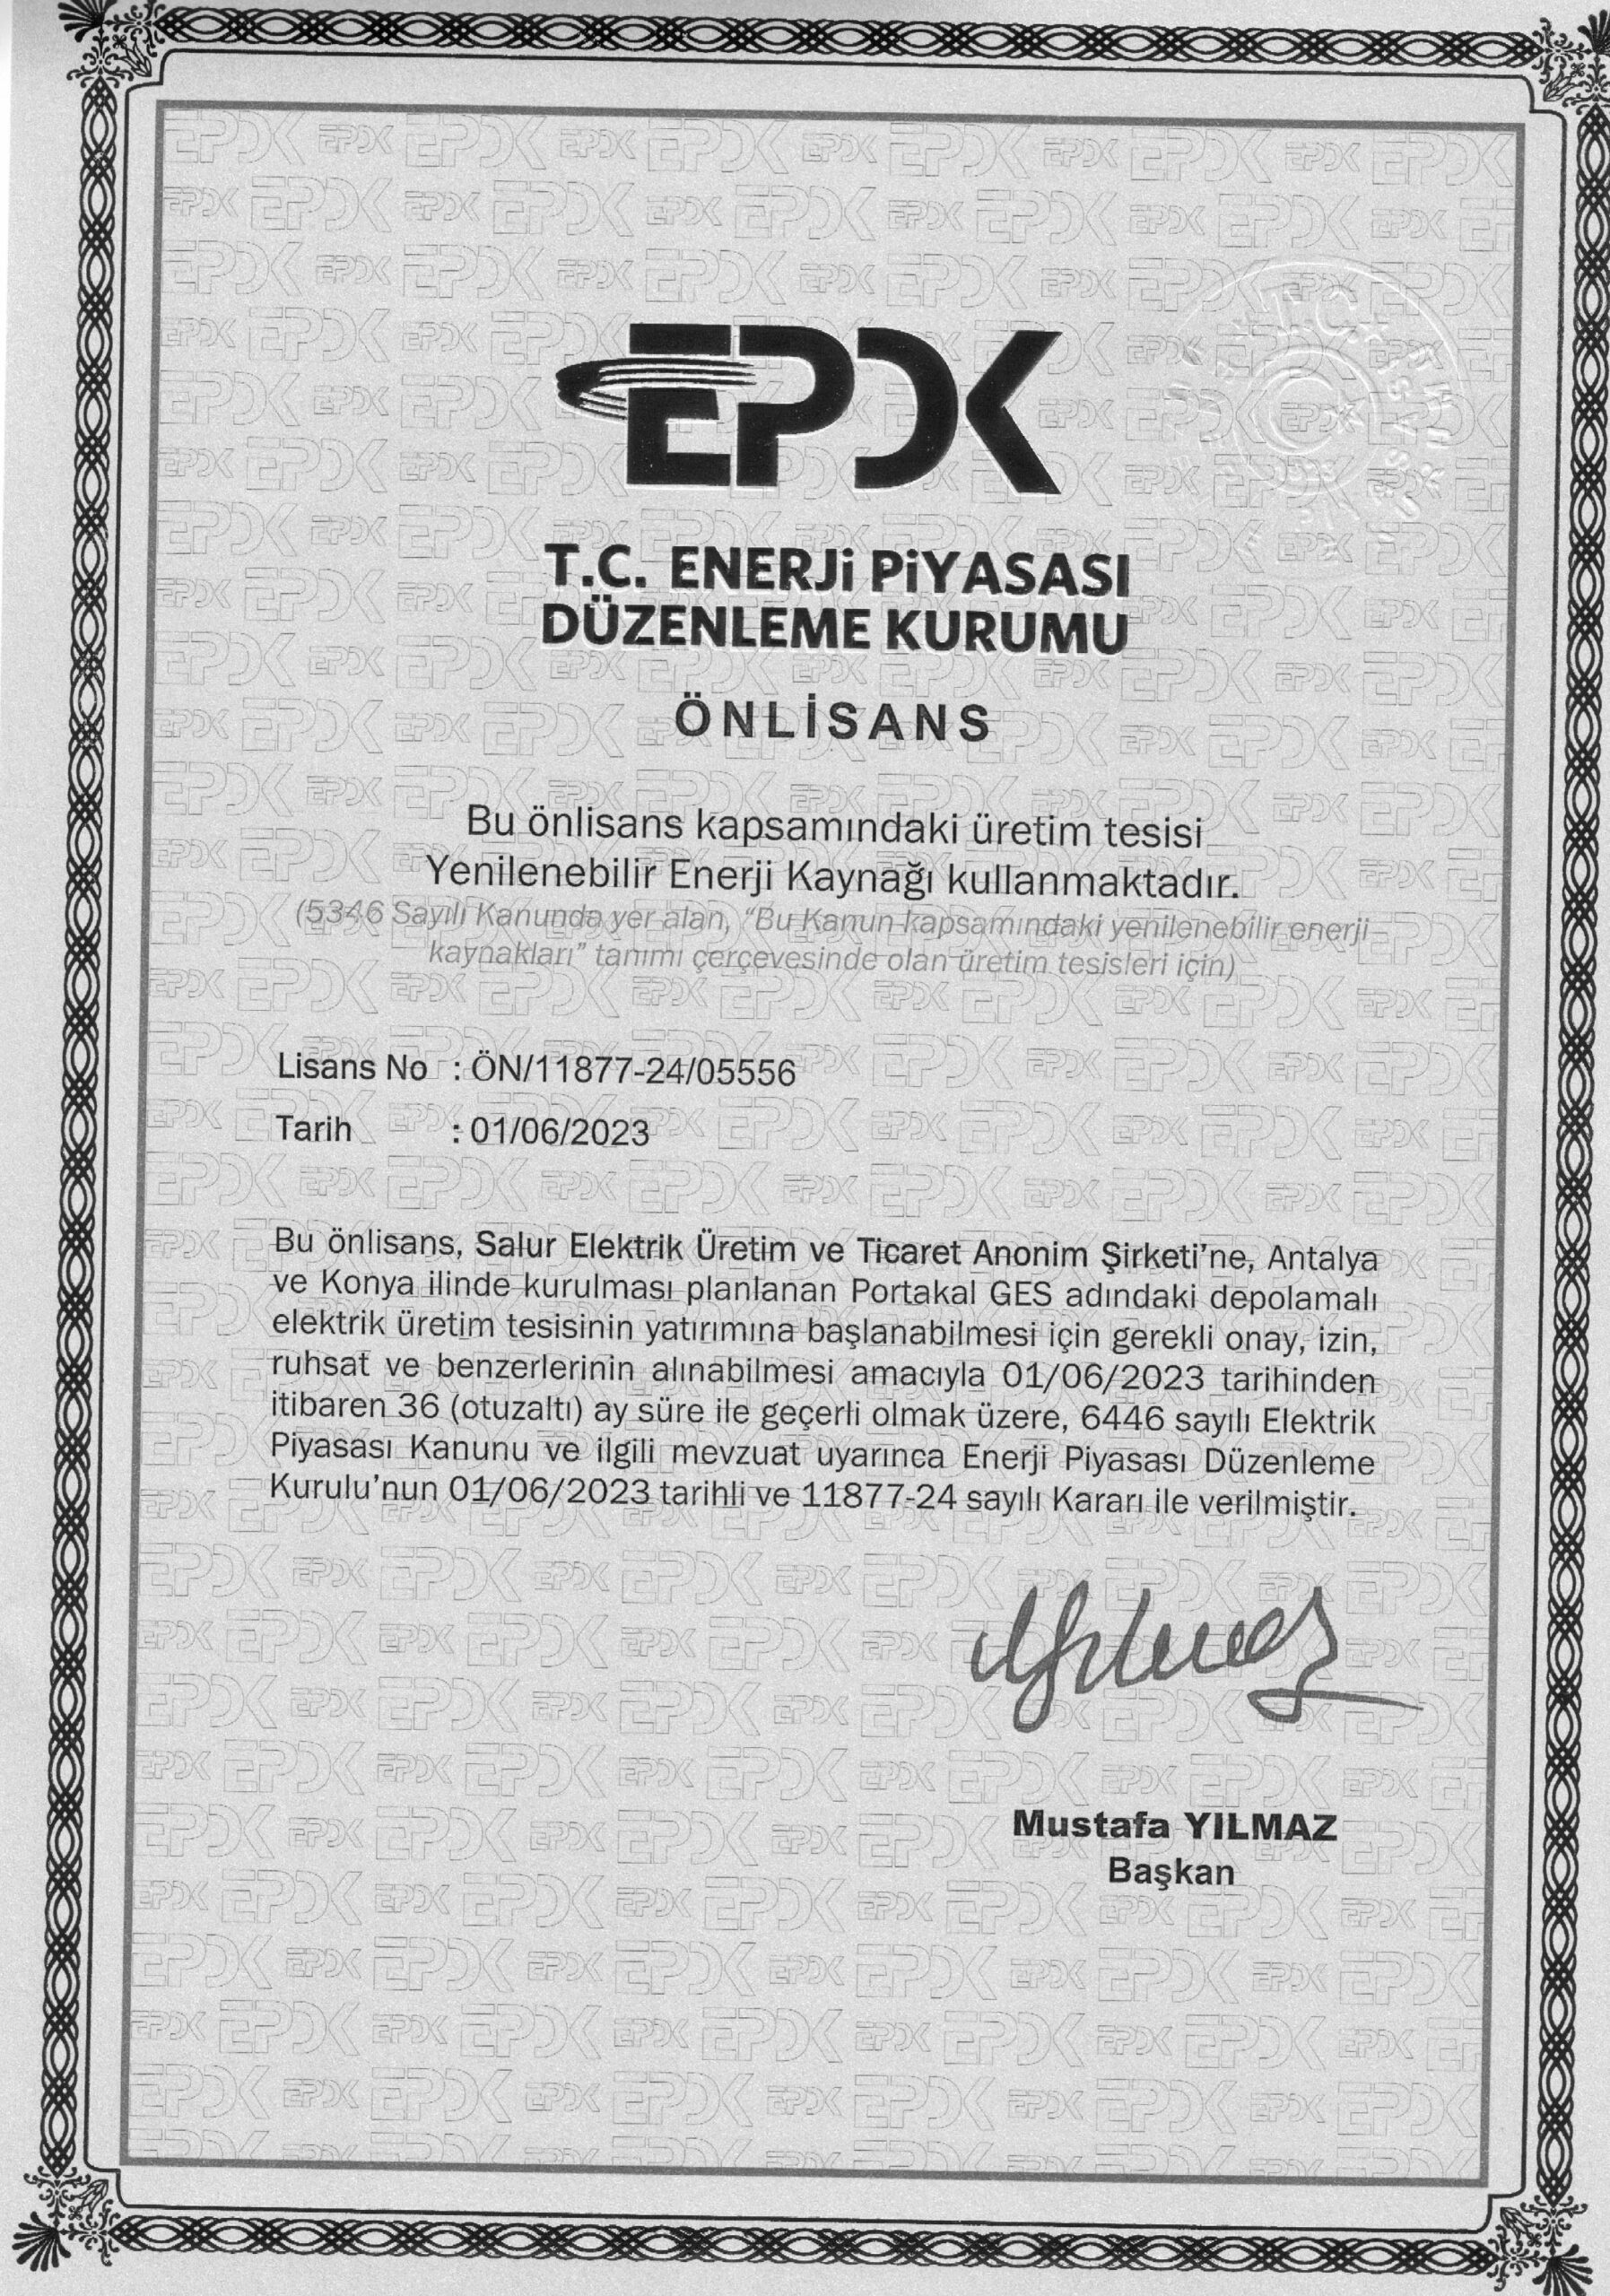 EPDK
T.C. ENERJi PiYASASI
DÜZENLEME KURUMU
ÖNLİSANS
Bu önlisans kapsamındaki üretim tesisi
Yenilenebilir Enerji Kaynağı kullanmaktadır.
(5346 Sayılı Kanunda yer alan, “Bu Kanun kapsamındaki yenilenebilir enerji
kaynakları” tanımı çerçevesinde olan üretim tesisleri için)
Lisans No : ÖN/11877-24/05556
Tarih : 01/06/2023
Bu önlisans, Salur Elektrik Üretim ve Ticaret Anonim Şirketi’ne, Antalya
ve Konya ilinde kurulması planlanan Portakal GES adındaki depolamalı
elektrik üretim tesisinin yatırımına başlanabilmesi için gerekli onay, izin,
ruhsat ve benzerlerinin alınabilmesi amacıyla 01/06/2023 tarihinden
itibaren 36 (otuzaltı) ay süre ile geçerli olmak üzere, 6446 sayılı Elektrik
Piyasası Kanunu ve ilgili mevzuat uyarınca Enerji Piyasası Düzenleme
Kurulu’nun 01/06/2023 tarihli ve 11877-24 sayılı Kararı ile verilmiştir.
Mustafa YILMAZ
Başkan